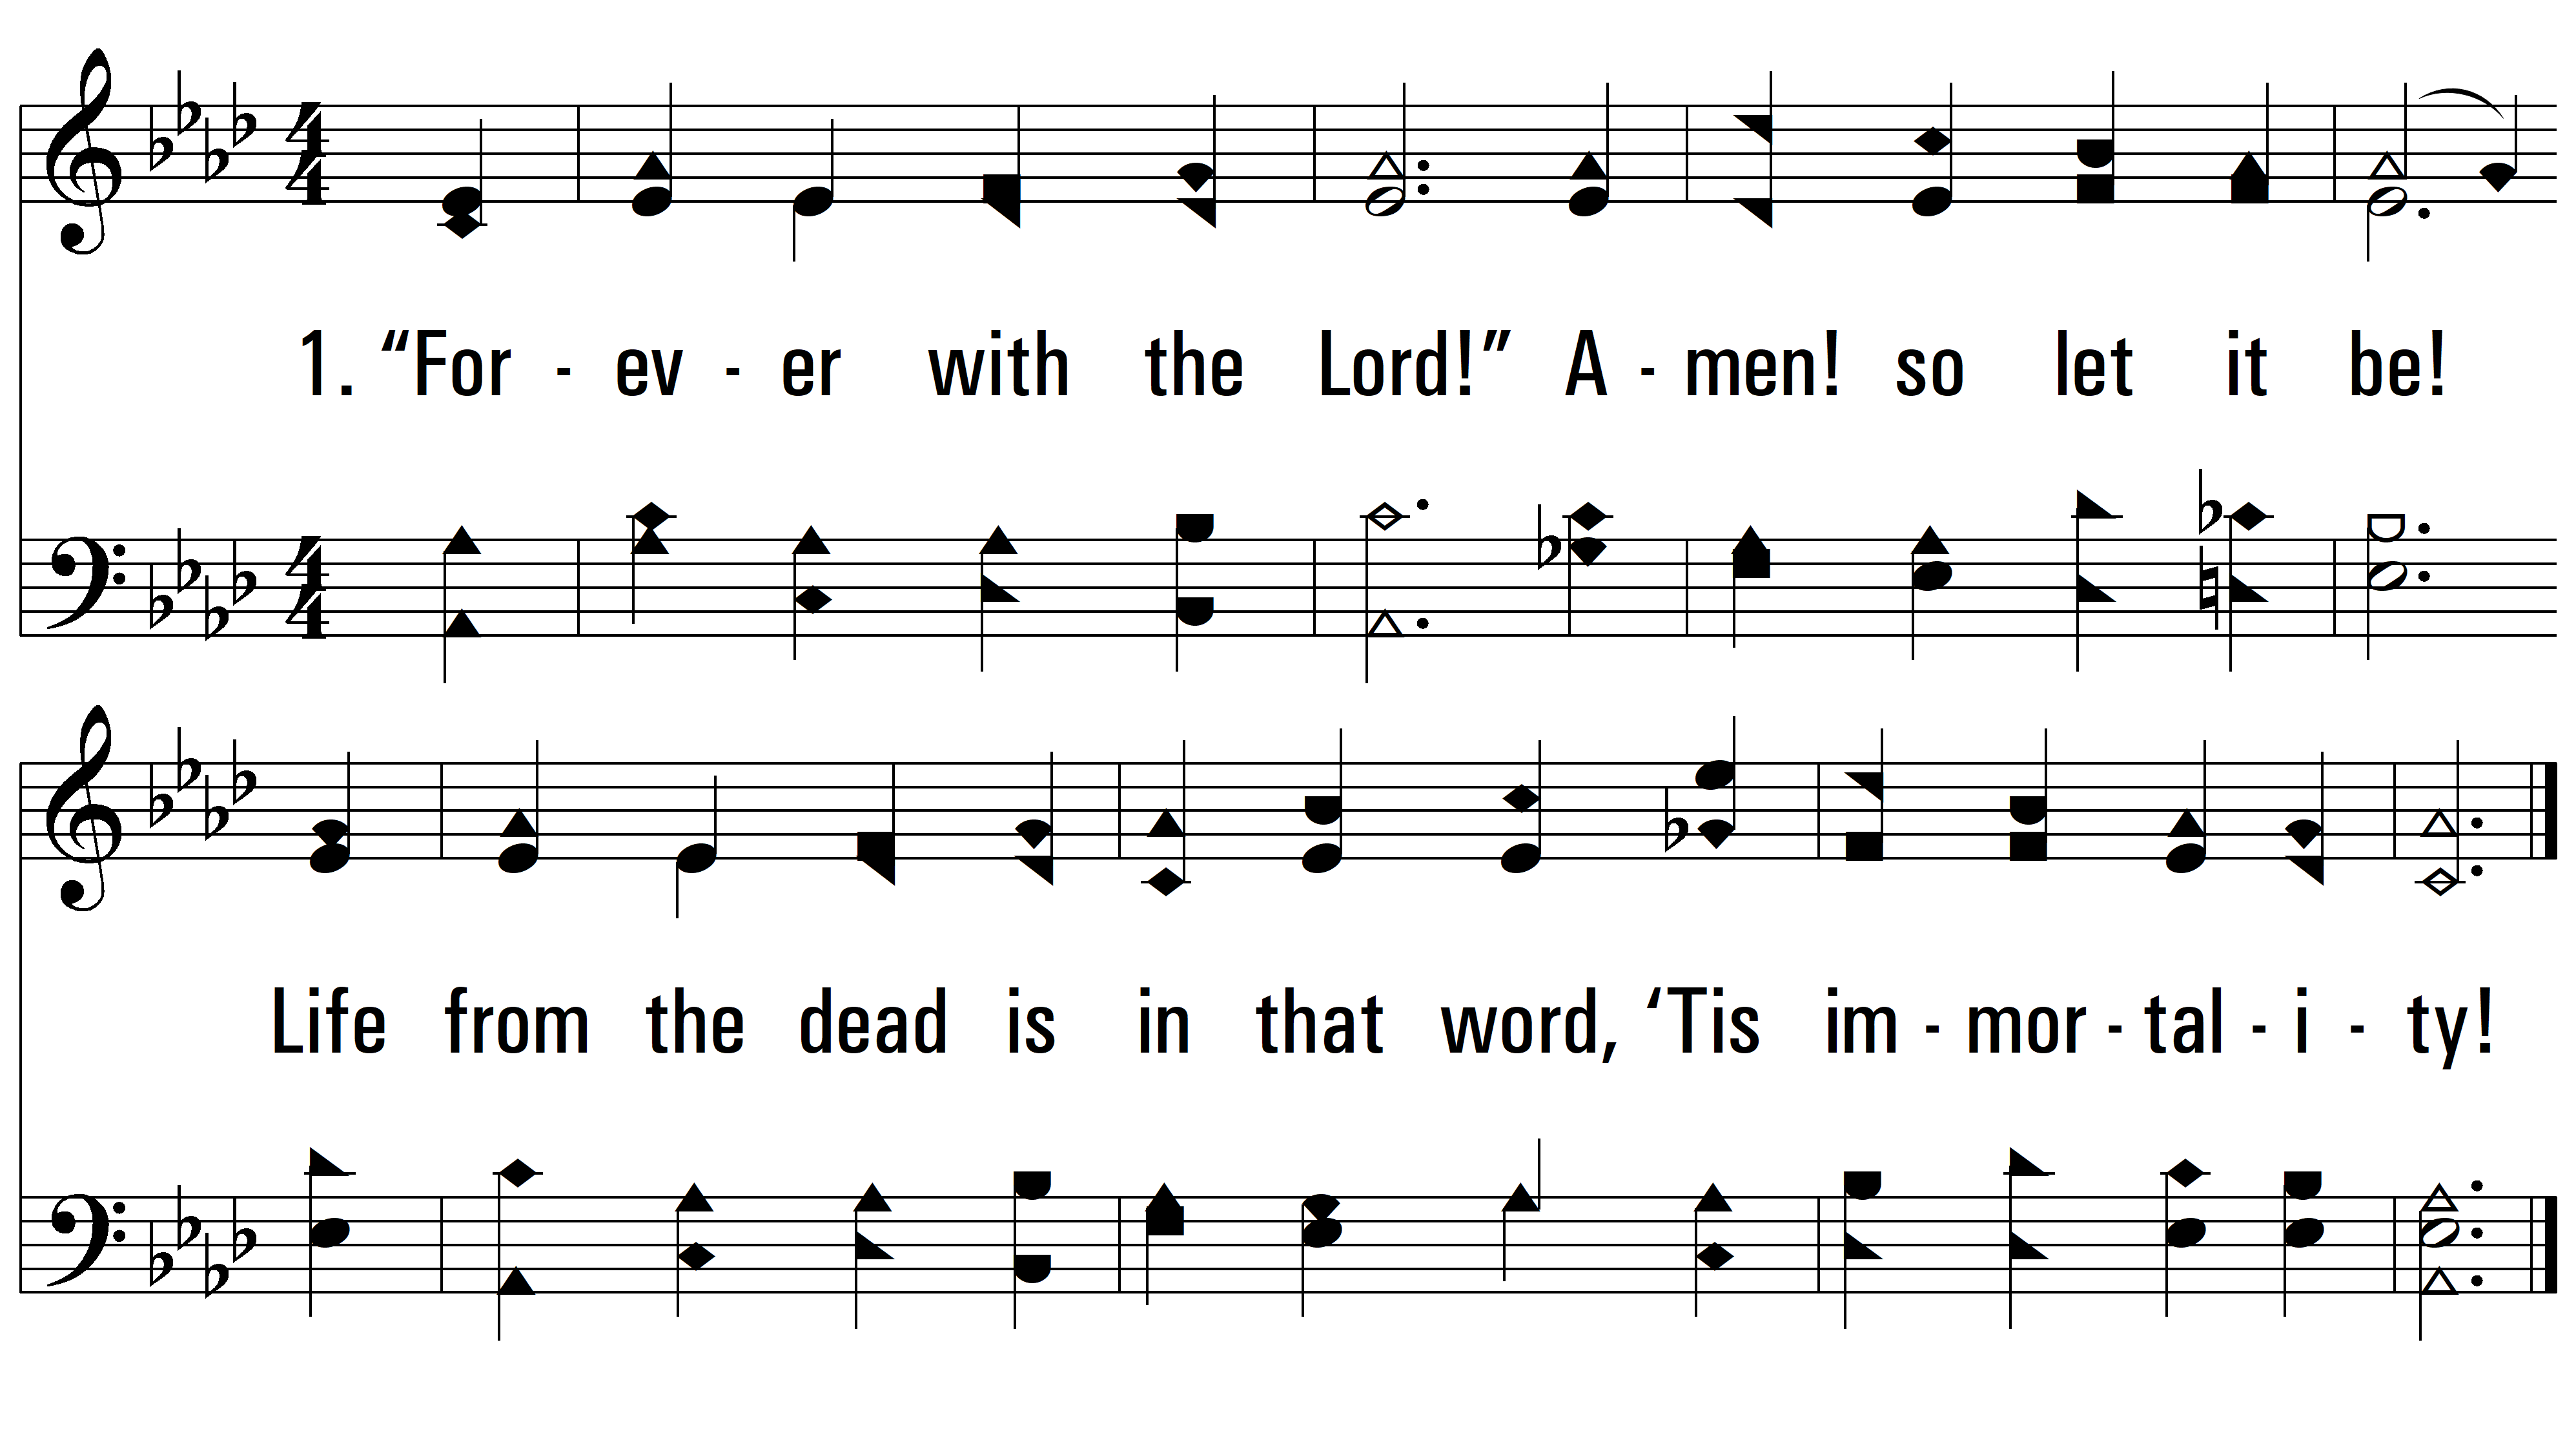 1. “For - ev - er with the Lord!” A - men! so let it be!
Life from the dead is in that word, ‘Tis im - mor - tal - i - ty!